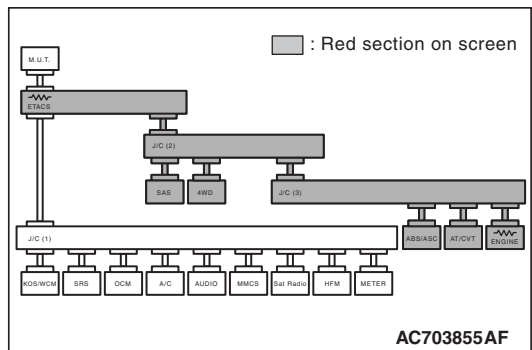 : Red section on screen
M.U.T.
ETACS
J/C (2)
SAS
4WD
J/C (3)
J/C (1)
ABS/ASC
AT/CVT
ENGINE
KOS/WCM
SRS
OCM
A/C
AUDIO
MMCS
Sat Radio
HFM
METER
AC703855AF